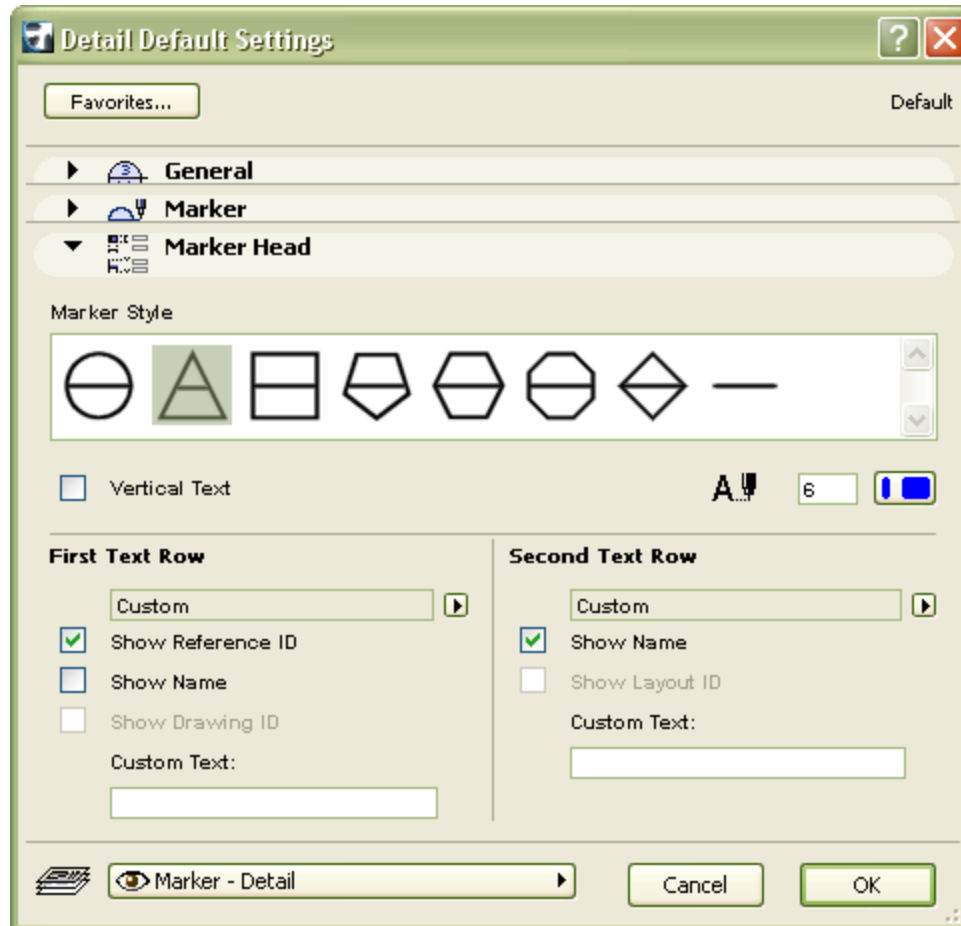 Detail Default Settings
Favorites...
Default
General
Marker
Marker Head
Marker Style
Vertical Text
6
First Text Row
Custom
Show Reference ID
Show Name
Show Drawing ID
Custom Text:
Second Text Row
Custom
Show Name
Show Layout ID
Custom Text:
Marker - Detail
Cancel
OK